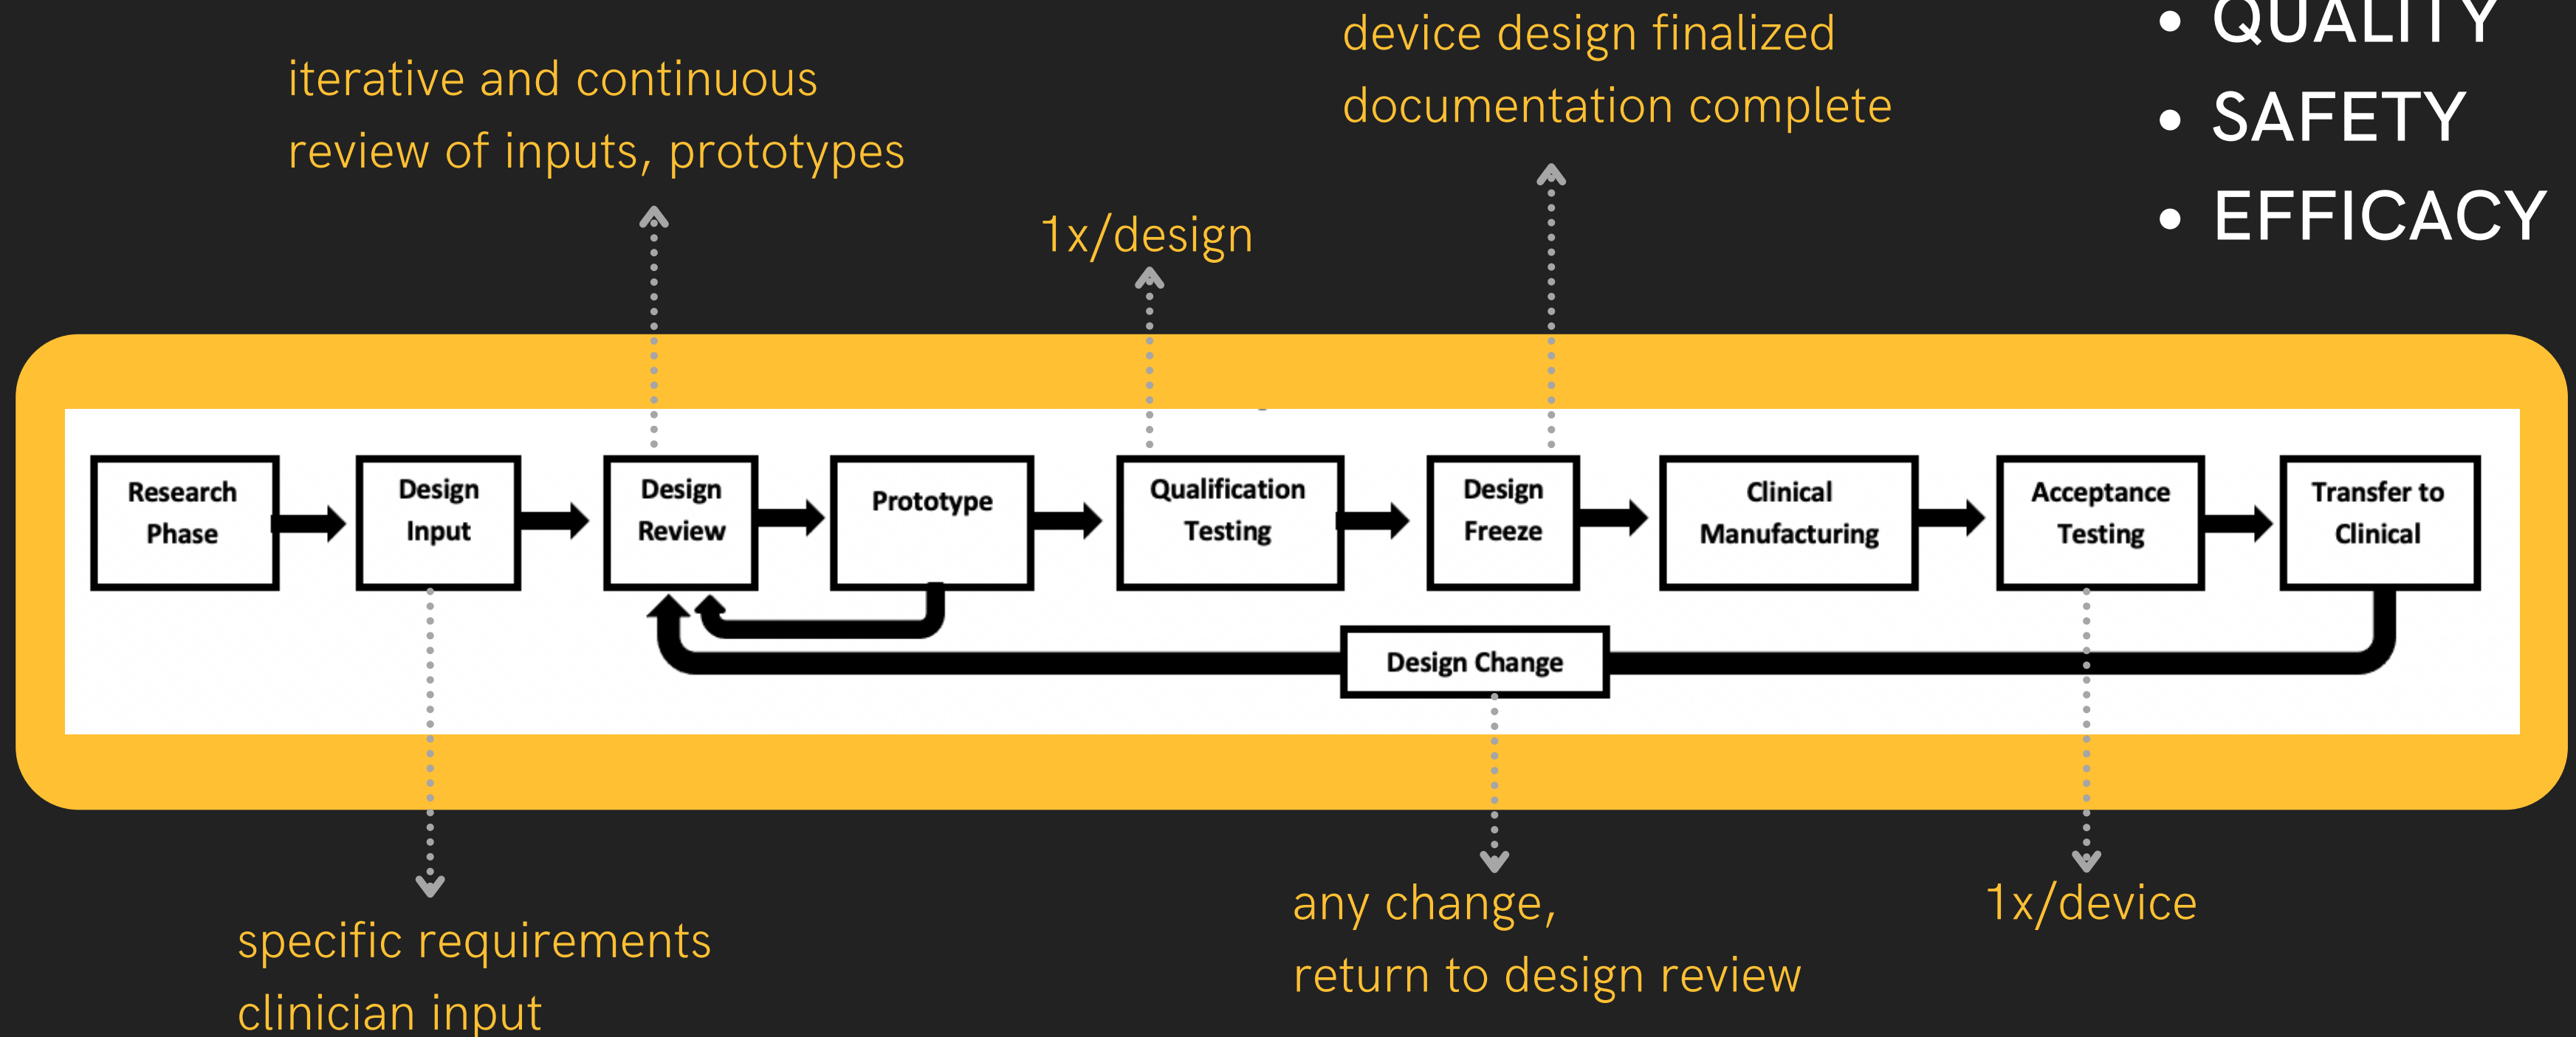 iterative and continuous
review of inputs, prototypes
1x/design
device design finalized
documentation complete
• QUALITY
• SAFETY
• EFFICACY
Research
Phase
Design
Input
Design
Review
Prototype
Qualification
Testing
Design
Freeze
Clinical
Manufacturing
Acceptance
Testing
Transfer to
Clinical
Design Change
specific requirements
clinician input
any change,
return to design review
1x/device